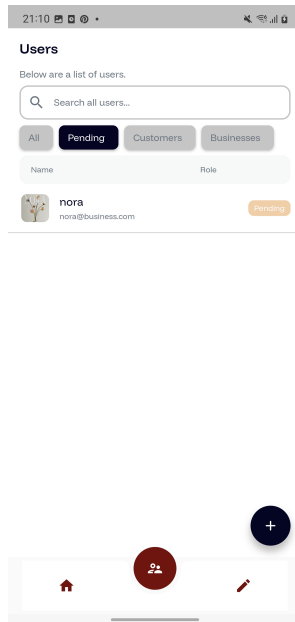 21:10
Users
Below are a list of users.
Search all users...
All Pending Customers Businesses
Name Role
nora
nora@business.com
Pending